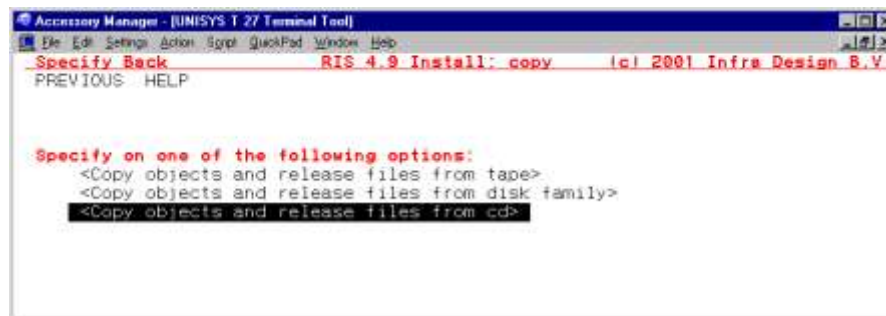 Accessory Manager - [UNISYS T 27 Terminal Tool]
File Edit Settings Action Script QuickPad Window Help
Specify Back RIS 4.9 Install: copy (c) 2001 Infra Design B.V
PREVIOUS HELP
Specify on one of the following options:
<Copy objects and release files from tape>
<Copy objects and release files from disk family>
<Copy objects and release files from cd>